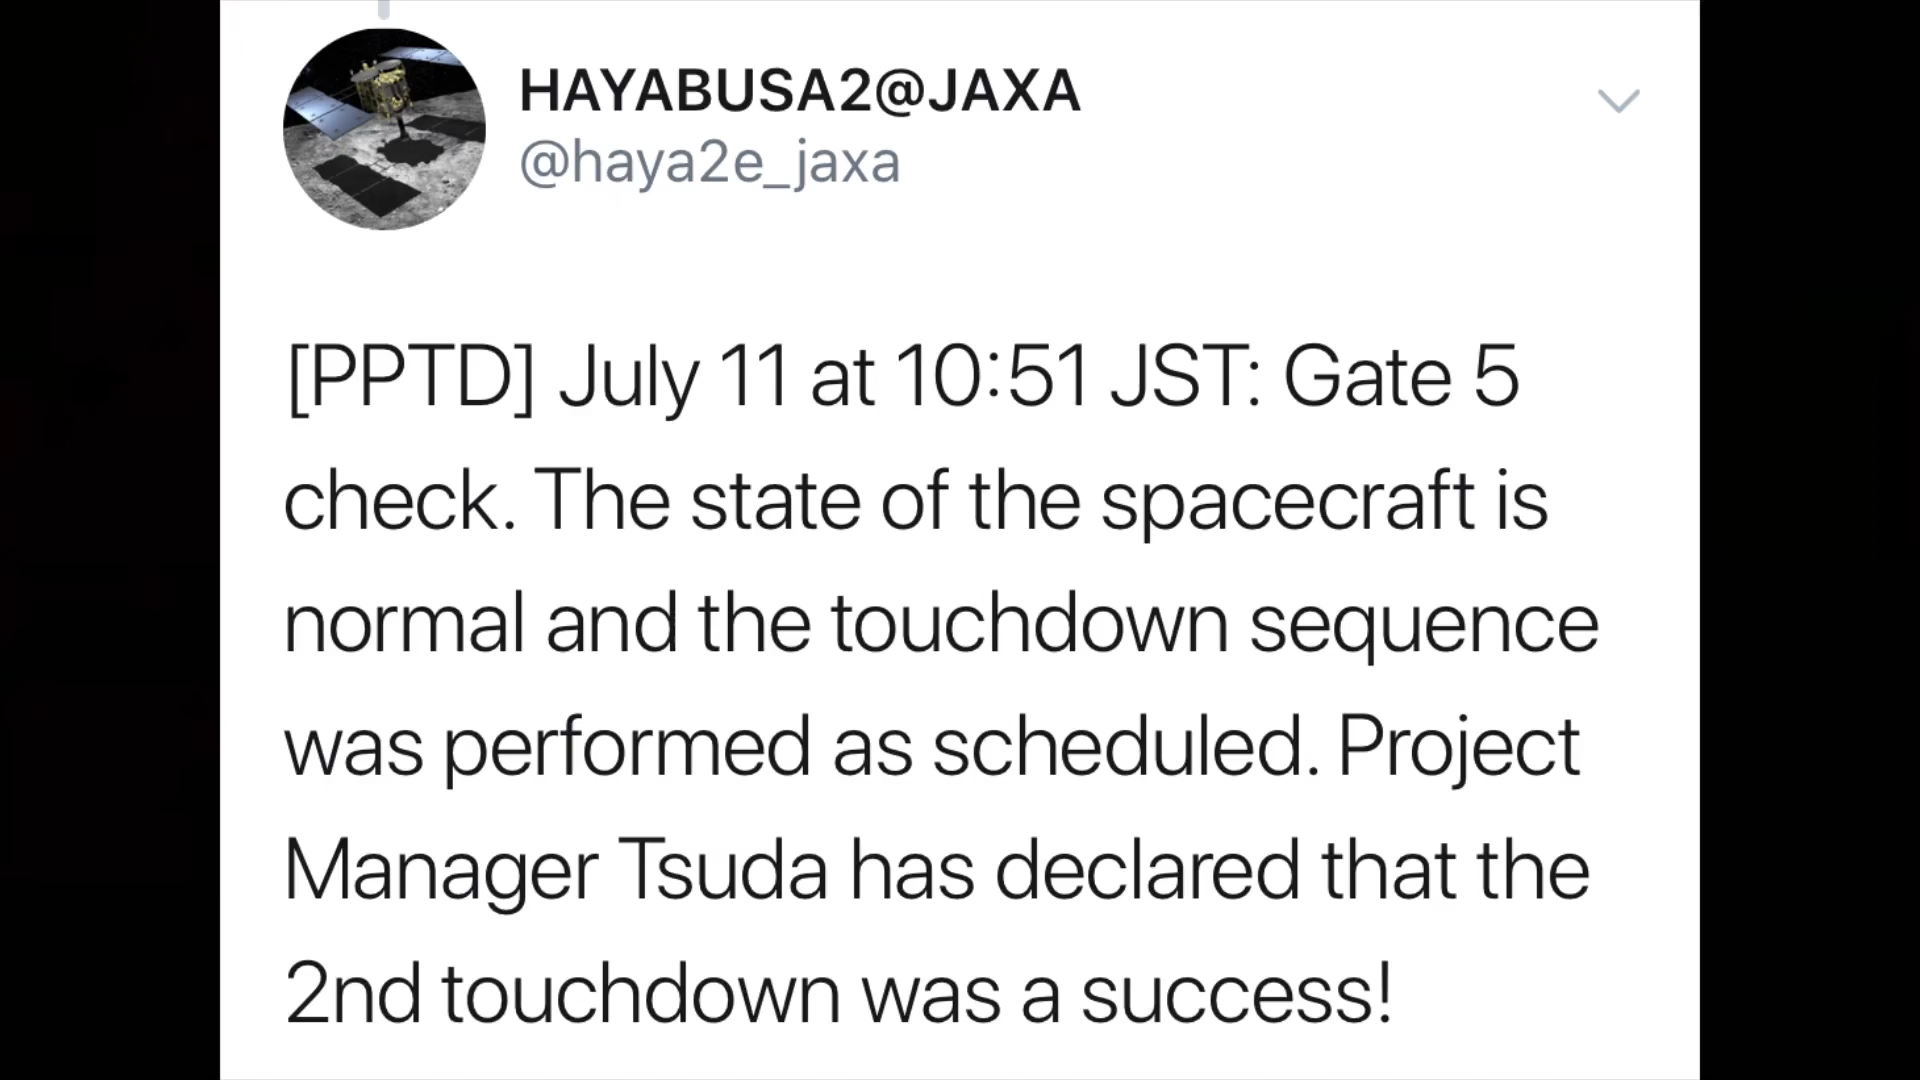 HAYABUSA2@JAXA
@haya2e_jaxa
[PPTD] July 11 at 10:51 JST: Gate 5
check. The state of the spacecraft is
normal and the touchdown sequence
was performed as scheduled. Project
Manager Tsuda has declared that the
2nd touchdown was a success!